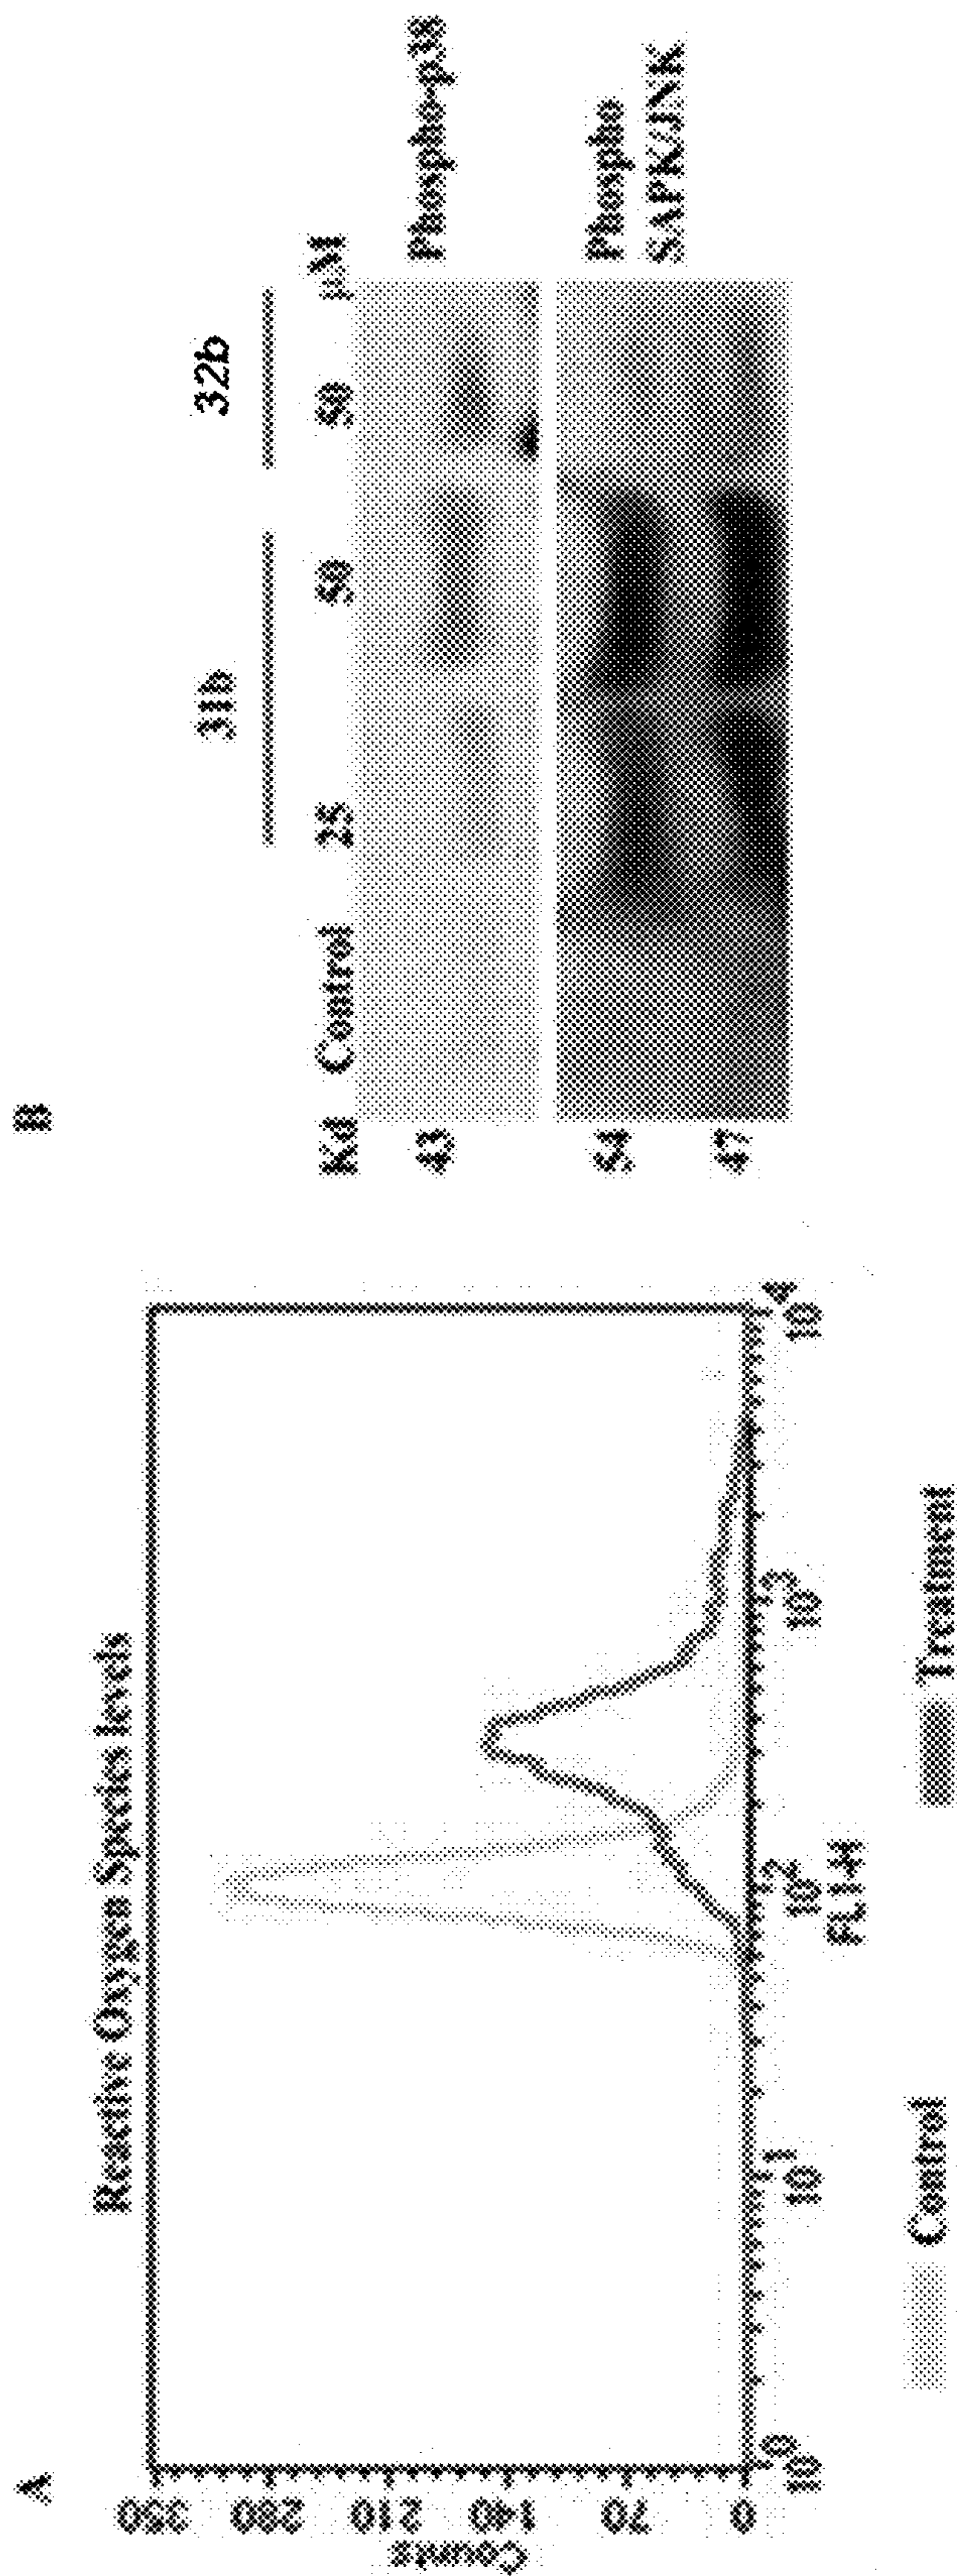 A
Reactive Oxygen Species levels
Counts
350
280
210
140
70
0
10^0
10^1
10^2
10^3
10^4
FL1-H
Control
Treatment
B
31b
32b
Kd
Control
25
50
50
μM
43
Phospho-p38
54
47
Phospho
SAPK/JNK